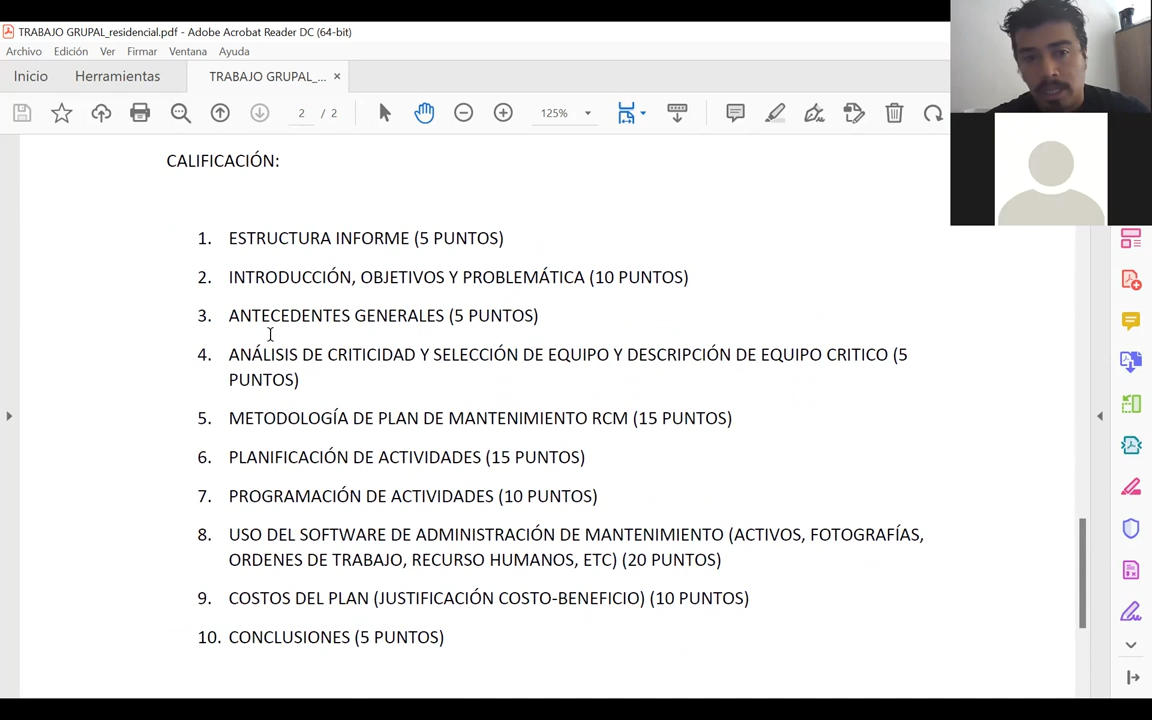 TRABAJO GRUPAL_residencial.pdf - Adobe Acrobat Reader DC (64-bit)
Archivo Edición Ver Firmar Ventana Ayuda
Inicio Herramientas TRABAJO GRUPAL_... ×
2 / 2 125%
CALIFICACIÓN:
1. ESTRUCTURA INFORME (5 PUNTOS)
2. INTRODUCCIÓN, OBJETIVOS Y PROBLEMÁTICA (10 PUNTOS)
3. ANTECEDENTES GENERALES (5 PUNTOS)
4. ANÁLISIS DE CRITICIDAD Y SELECCIÓN DE EQUIPO Y DESCRIPCIÓN DE EQUIPO CRITICO (5
PUNTOS)
5. METODOLOGÍA DE PLAN DE MANTENIMIENTO RCM (15 PUNTOS)
6. PLANIFICACIÓN DE ACTIVIDADES (15 PUNTOS)
7. PROGRAMACIÓN DE ACTIVIDADES (10 PUNTOS)
8. USO DEL SOFTWARE DE ADMINISTRACIÓN DE MANTENIMIENTO (ACTIVOS, FOTOGRAFÍAS,
ORDENES DE TRABAJO, RECURSO HUMANOS, ETC) (20 PUNTOS)
9. COSTOS DEL PLAN (JUSTIFICACIÓN COSTO-BENEFICIO) (10 PUNTOS)
10. CONCLUSIONES (5 PUNTOS)